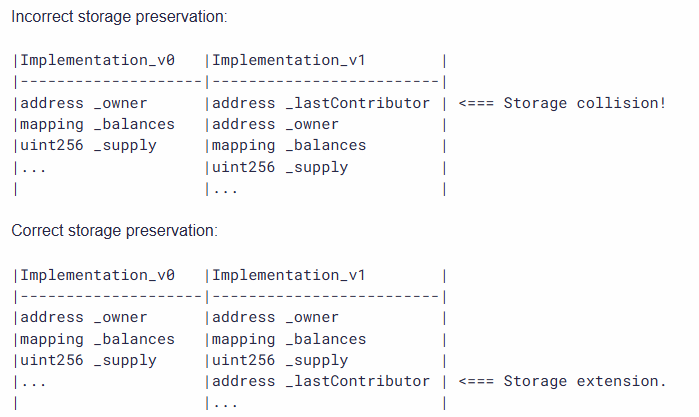 Incorrect storage preservation:
|Implementation_v0   |Implementation_v1        |
|--------------------|-------------------------|
|address _owner      |address _lastContributor | <=== Storage collision!
|mapping _balances   |address _owner           |
|uint256 _supply     |mapping _balances        |
|...                 |uint256 _supply          |
|                    |...                      |
Correct storage preservation:
|Implementation_v0   |Implementation_v1        |
|--------------------|-------------------------|
|address _owner      |address _owner           |
|mapping _balances   |mapping _balances        |
|uint256 _supply     |uint256 _supply          |
|...                 |address _lastContributor | <=== Storage extension.
|                    |...                      |